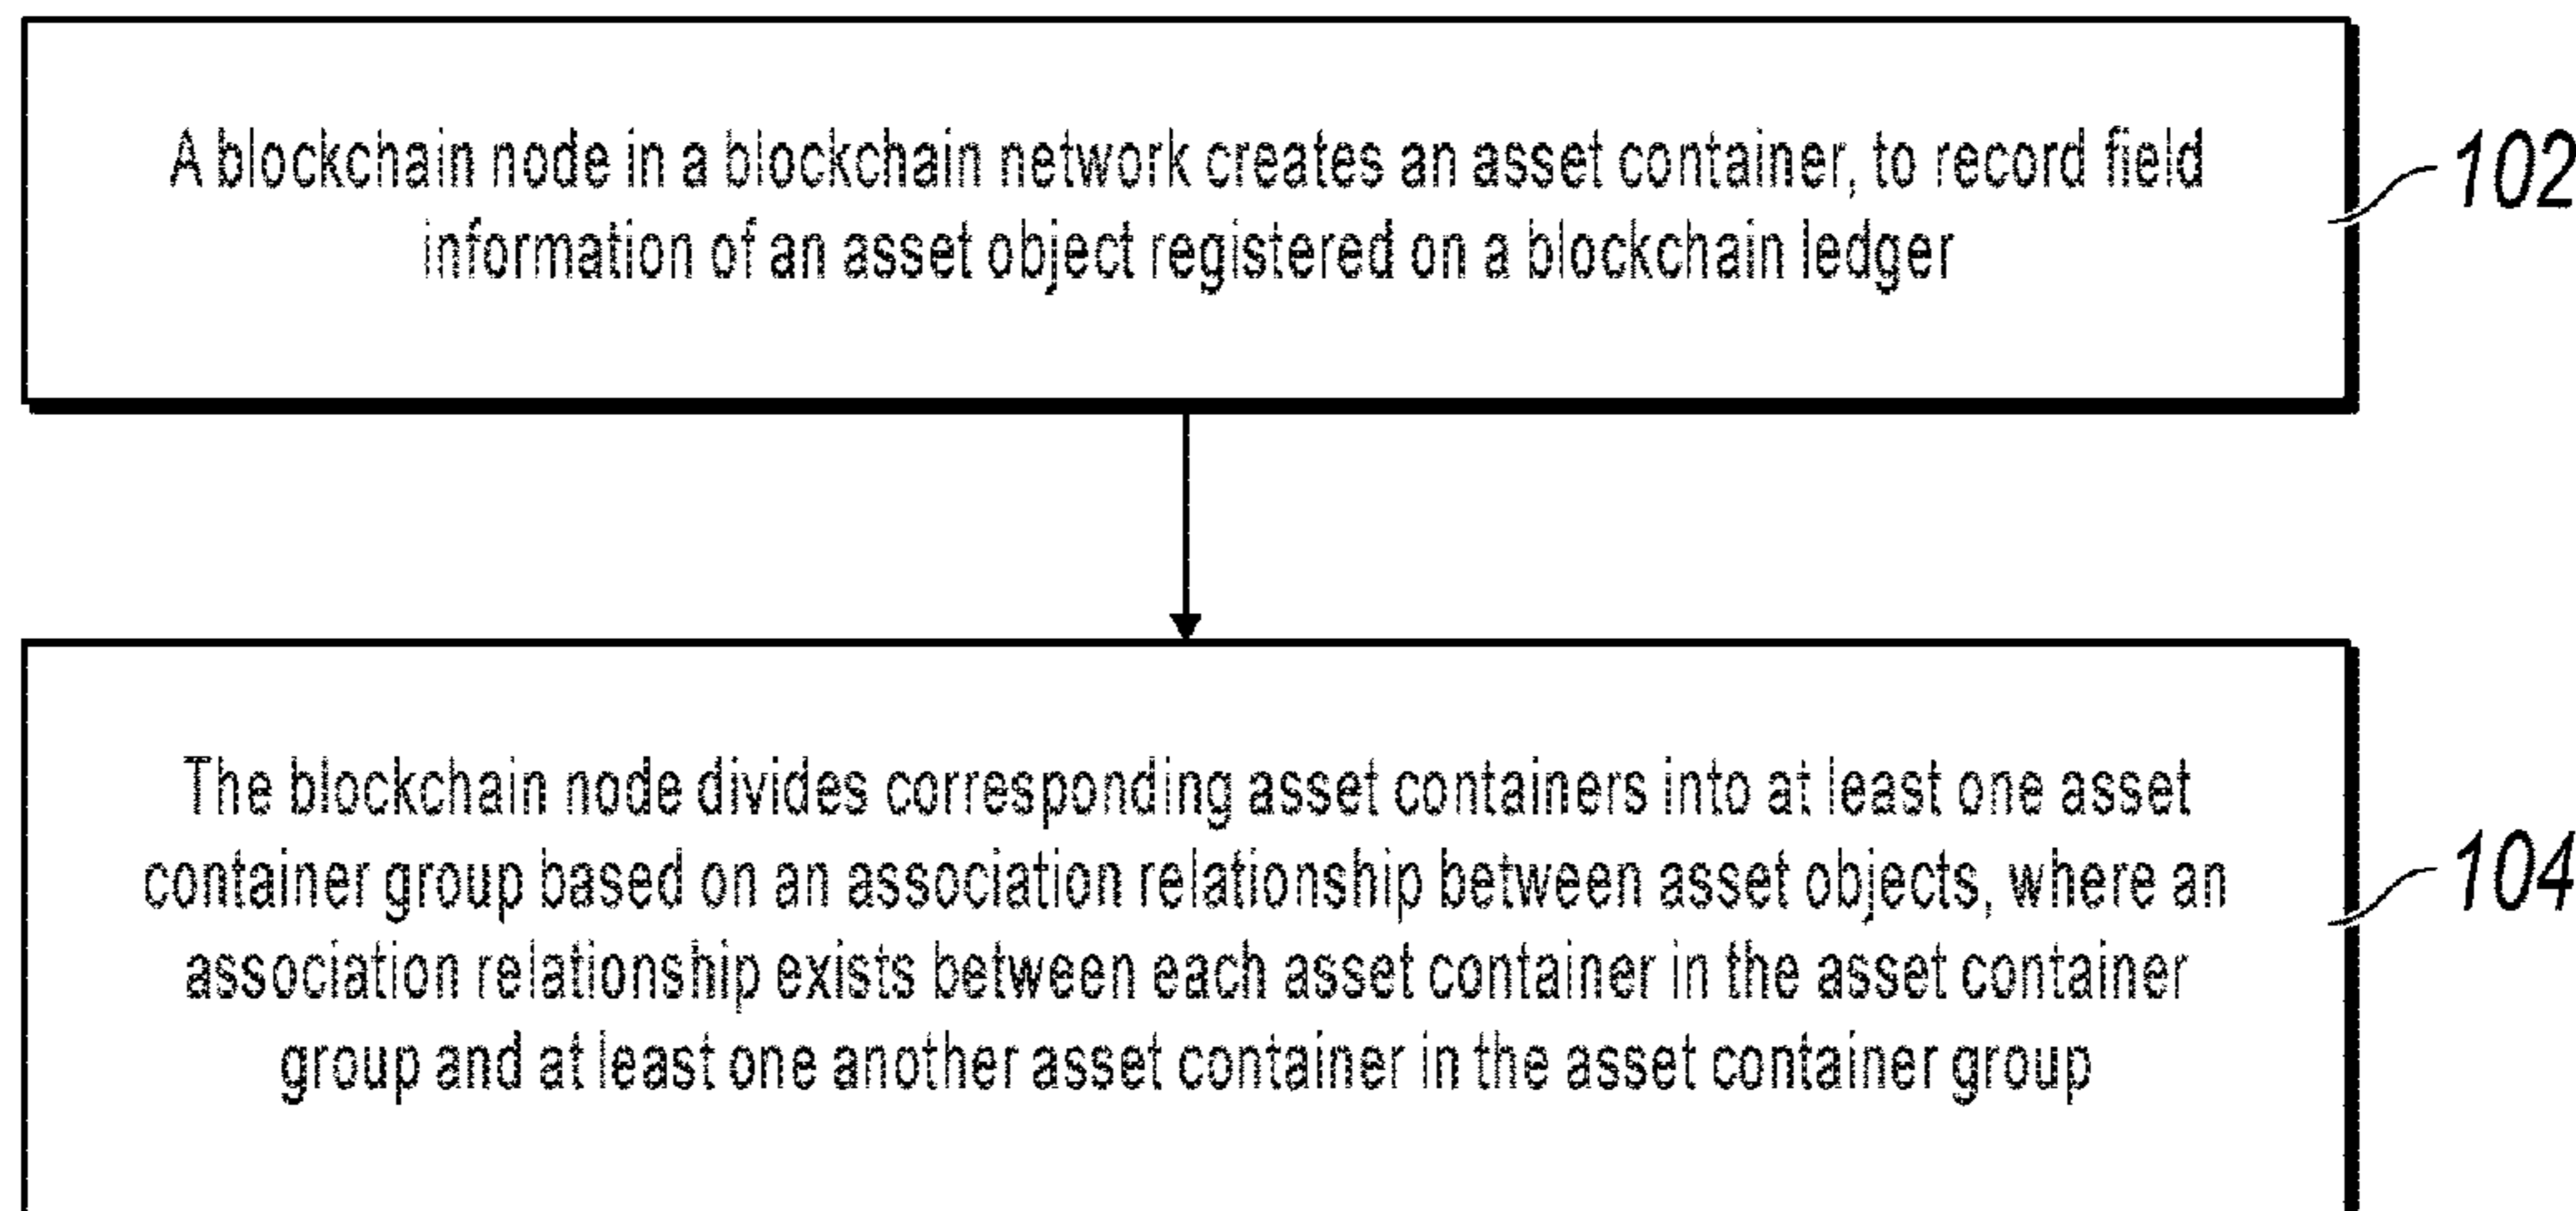 A blockchain node in a blockchain network creates an asset container, to record field
information of an asset object registered on a blockchain ledger
102
The blockchain node divides corresponding asset containers into at least one asset
container group based on an association relationship between asset objects, where an
association relationship exists between each asset container in the asset container
group and at least one another asset container in the asset container group
104